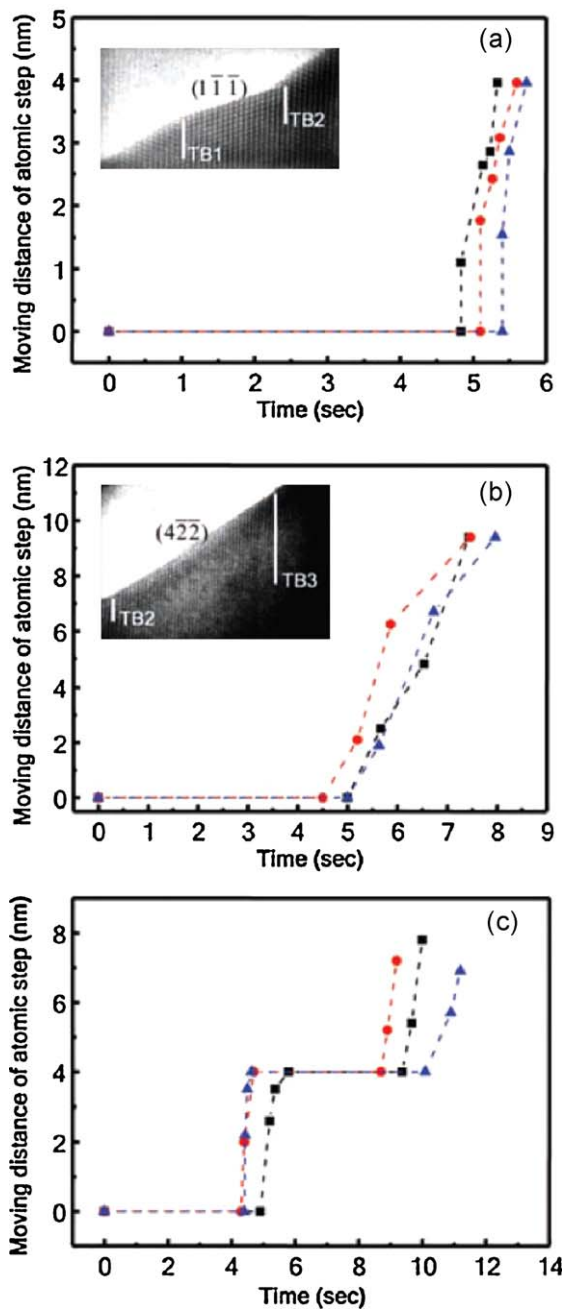 (a)
5
4
3
2
1
0
Moving distance of atomic step (nm)
(1 1̅ 1̅)
TB1
TB2
0 1 2 3 4 5 6
Time (sec)
(b)
12
10
8
6
4
2
0
Moving distance of atomic step (nm)
(4 2̅ 2̅)
TB2
TB3
0 1 2 3 4 5 6 7 8 9
Time (sec)
(c)
8
6
4
2
0
Moving distance of atomic step (nm)
0 2 4 6 8 10 12 14
Time (sec)